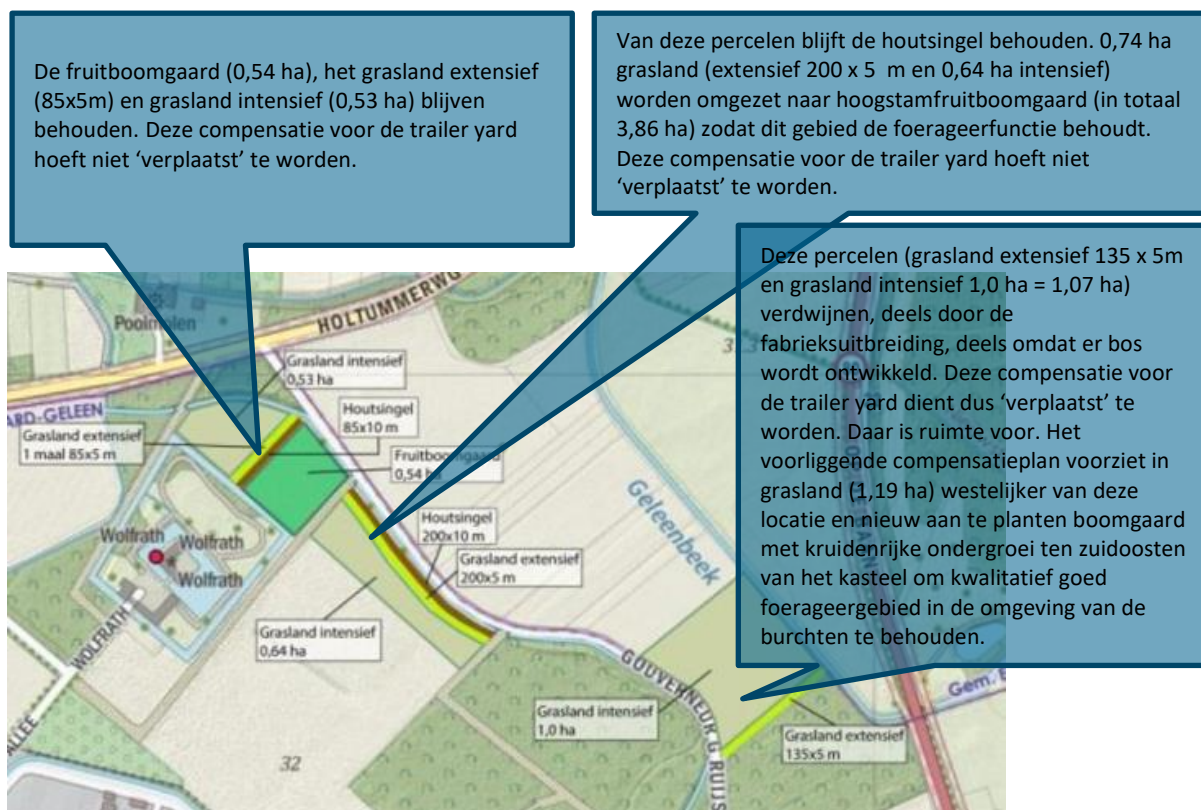 De fruitboomgaard (0,54 ha), het grasland extensief
(85x5m) en grasland intensief (0,53 ha) blijven
behouden. Deze compensatie voor de trailer yard
hoeft niet ‘verplaatst’ te worden.
Van deze percelen blijft de houtsingel behouden. 0,74 ha
grasland (extensief 200 x 5 m en 0,64 ha intensief)
worden omgezet naar hoogstamfruitboomgaard (in totaal
3,86 ha) zodat dit gebied de foerageerfunctie behoudt.
Deze compensatie voor de trailer yard hoeft niet
‘verplaatst’ te worden.
Deze percelen (grasland extensief 135 x 5m
en grasland intensief 1,0 ha = 1,07 ha)
verdwijnen, deels door de
fabrieksuitbreiding, deels omdat er bos
wordt ontwikkeld. Deze compensatie voor
de trailer yard dient dus ‘verplaatst’ te
worden. Daar is ruimte voor. Het
voorliggende compensatieplan voorziet in
grasland (1,19 ha) westelijker van deze
locatie en nieuw aan te planten boomgaard
met kruidenrijke ondergroei ten zuidoosten
van het kasteel om kwalitatief goed
foerageergebied in de omgeving van de
burchten te behouden.
HOLTUMMERWG
Grasland intensief
0,53 ha
Houtsingel
85x10 m
ARD-GELEEN
Grasland extensief
1 maal 85x5 m
Fruitboomgaard
0,54 ha
Geleenbeek
Houtsingel
200x10 m
Grasland extensief
200x5 m
Wolfrath
Wolfrath
Wolfrath
WOLFRATH
Grasland intensief
0,64 ha
GOUVERNEUR G RUIJS
Grasland intensief
1,0 ha
Gem.
Grasland extensief
135x5 m
ALLÉE
32